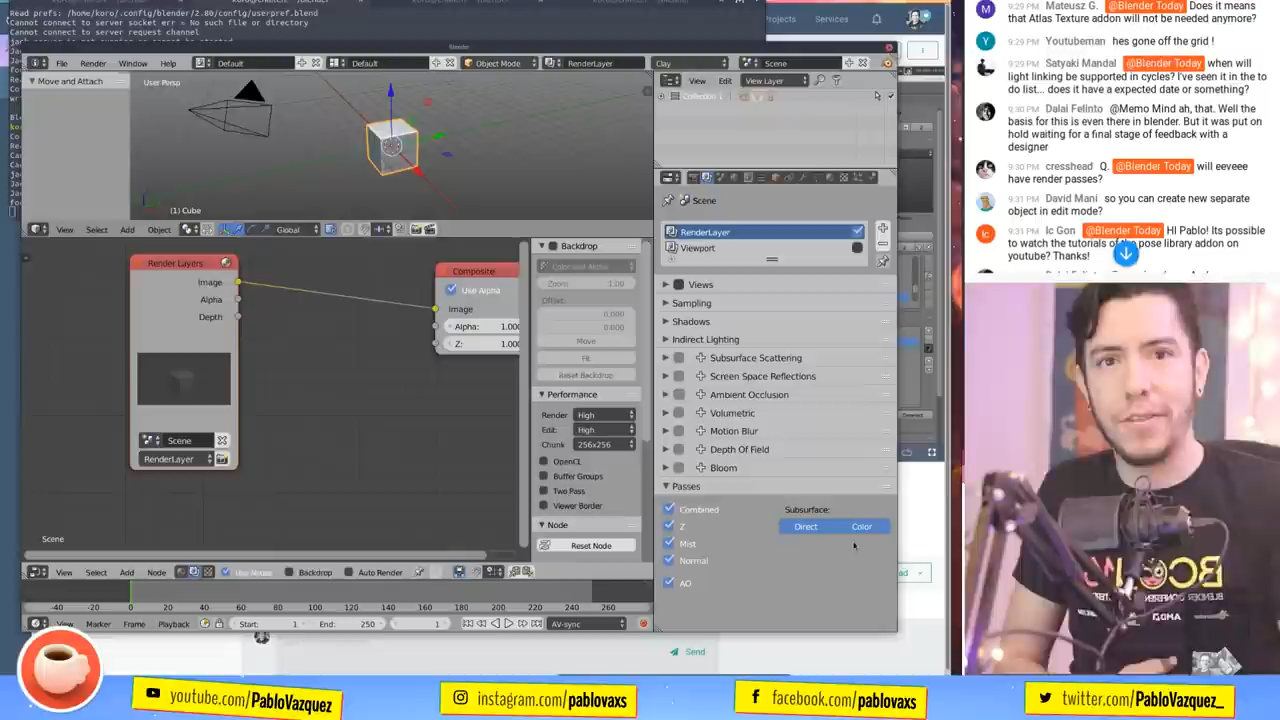 Read prefs: /home/koro/.config/blender/2.80/config/userpref.blend
Cannot connect to server socket err = No such file or directory
Cannot connect to server request channel
Projects
Services
Blender
File
Render
Window
Help
Default
Default
Object Mode
RenderLayer
Clay
Scene
Move and Attach
User Persp
(1) Cube
View
Select
Add
Object
Global
View
Edit
View Layer
Collection 1
Scene
RenderLayer
Viewport
Views
Sampling
Shadows
Indirect Lighting
Subsurface Scattering
Screen Space Reflections
Ambient Occlusion
Volumetric
Motion Blur
Depth Of Field
Bloom
Passes
Combined
Z
Mist
Normal
AO
Subsurface:
Direct
Color
Render Layers
Image
Alpha
Depth
Scene
RenderLayer
Composite
Use Alpha
Image
Alpha: 1.000
Z: 1.000
Backdrop
Color and Alpha
Zoom: 1.00
Offset:
0.000
0.000
Move
Fit
Reset Backdrop
Performance
Render: High
Edit: High
Chunk 256x256
OpenCL
Buffer Groups
Two Pass
Viewer Border
Node
Reset Node
Scene
View
Select
Add
Node
Use Nodes
Backdrop
Auto Render
-40 -20 0 20 40 60 80 100 120 140 160 180 200 220 240 260
View
Marker
Frame
Playback
Start: 1
End: 250
1
AV-sync
Send
M Mateusz G. @Blender Today Does it means
that Atlas Texture addon will not be needed anymore?
Y 9:29 PM Youtubeman hes gone off the grid !
9:29 PM Satyaki Mandal @Blender Today when will
light linking be supported in cycles? I've seen it in the to
do list... does it have a expected date or something?
9:30 PM Dalai Felinto @Memo Mind ah, that. Well the
basis for this is even there in blender. But it was put on
hold waiting for a final stage of feedback with a
designer
9:30 PM cresshead Q. @Blender Today will eeveee
have render passes?
9:31 PM David Mani so you can create new separate
object in edit mode?
Ic 9:31 PM Ic Gon @Blender Today HI Pablo! Its possible
to watch the tutorials of pose library addon on
youtube? Thanks!
youtube.com/PabloVazquez
instagram.com/pablovaxs
facebook.com/pablovaxs
twitter.com/PabloVazquez_